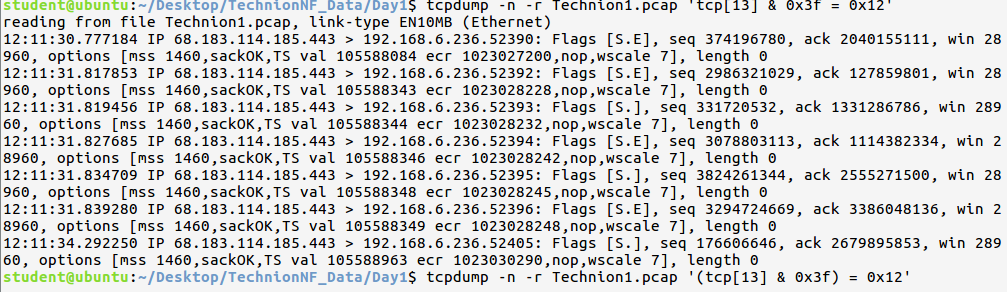 student@ubuntu:~/Desktop/TechnionNF_Data/Day1$ tcpdump -n -r Technion1.pcap 'tcp[13] & 0x3f = 0x12'
reading from file Technion1.pcap, link-type EN10MB (Ethernet)
12:11:30.777184 IP 68.183.114.185.443 > 192.168.6.236.52390: Flags [S.E], seq 374196780, ack 2040155111, win 28
960, options [mss 1460,sackOK,TS val 105588084 ecr 1023027200,nop,wscale 7], length 0
12:11:31.817853 IP 68.183.114.185.443 > 192.168.6.236.52392: Flags [S.E], seq 2986321029, ack 127859801, win 28
960, options [mss 1460,sackOK,TS val 105588343 ecr 1023028228,nop,wscale 7], length 0
12:11:31.819456 IP 68.183.114.185.443 > 192.168.6.236.52393: Flags [S.], seq 331720532, ack 1331286786, win 289
60, options [mss 1460,sackOK,TS val 105588344 ecr 1023028232,nop,wscale 7], length 0
12:11:31.827685 IP 68.183.114.185.443 > 192.168.6.236.52394: Flags [S.E], seq 3078803113, ack 1114382334, win 2
8960, options [mss 1460,sackOK,TS val 105588346 ecr 1023028242,nop,wscale 7], length 0
12:11:31.834709 IP 68.183.114.185.443 > 192.168.6.236.52395: Flags [S.], seq 3824261344, ack 2555271500, win 28
960, options [mss 1460,sackOK,TS val 105588348 ecr 1023028245,nop,wscale 7], length 0
12:11:31.839280 IP 68.183.114.185.443 > 192.168.6.236.52396: Flags [S.E], seq 3294724669, ack 3386048136, win 2
8960, options [mss 1460,sackOK,TS val 105588349 ecr 1023028248,nop,wscale 7], length 0
12:11:34.292250 IP 68.183.114.185.443 > 192.168.6.236.52405: Flags [S.], seq 176606646, ack 2679895853, win 289
60, options [mss 1460,sackOK,TS val 105588963 ecr 1023030290,nop,wscale 7], length 0
student@ubuntu:~/Desktop/TechnionNF_Data/Day1$ tcpdump -n -r Technion1.pcap '(tcp[13] & 0x3f) = 0x12'